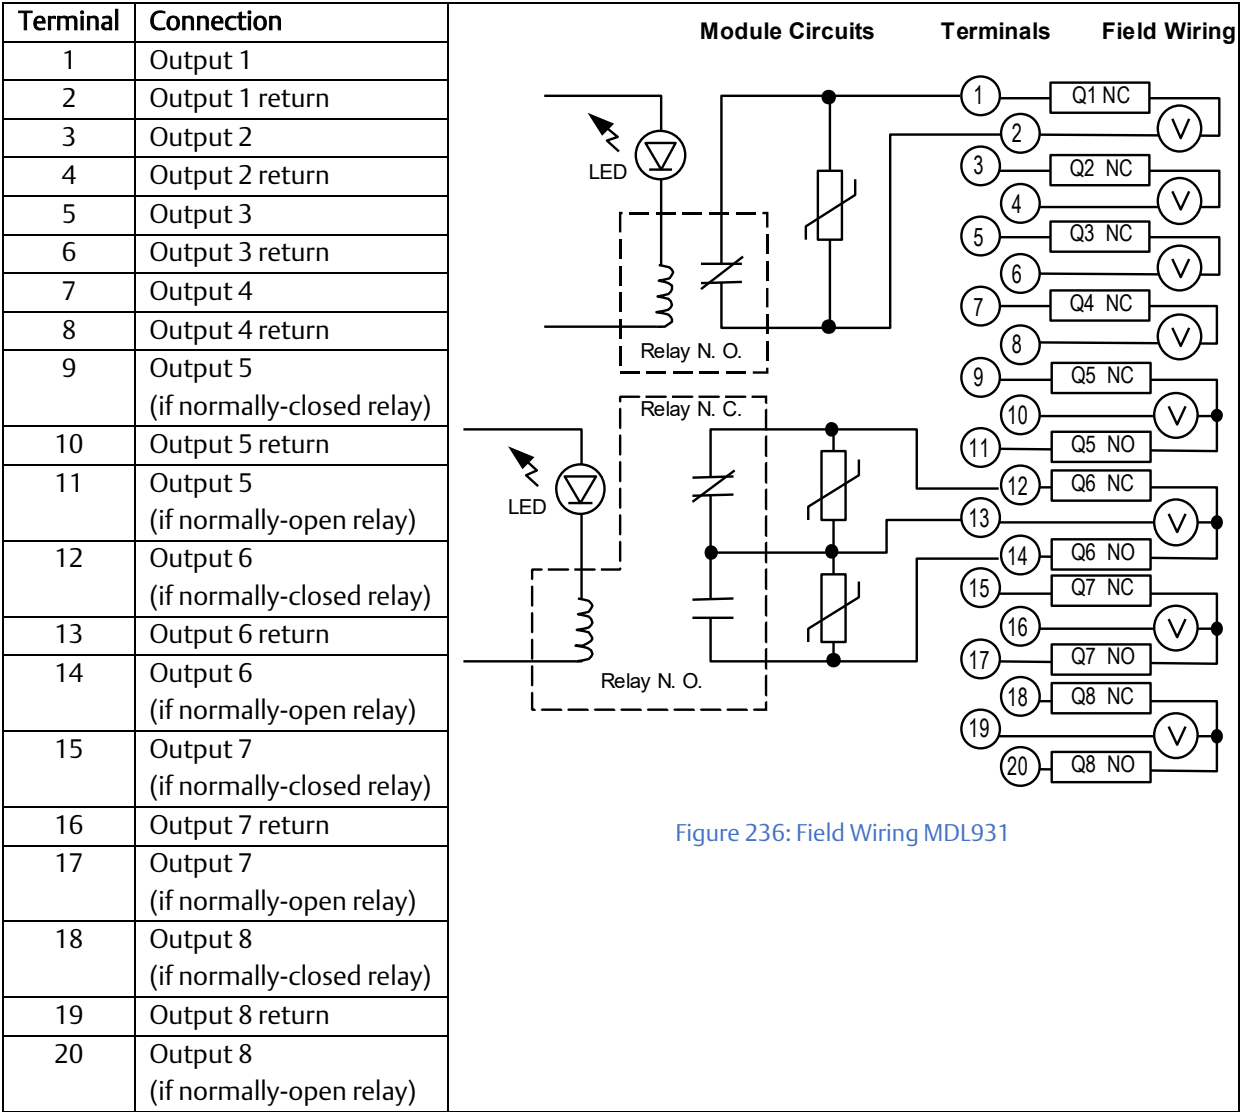 Terminal Connection
1 Output 1
2 Output 1 return
3 Output 2
4 Output 2 return
5 Output 3
6 Output 3 return
7 Output 4
8 Output 4 return
9 Output 5
(if normally-closed relay)
10 Output 5 return
11 Output 5
(if normally-open relay)
12 Output 6
(if normally-closed relay)
13 Output 6 return
14 Output 6
(if normally-open relay)
15 Output 7
(if normally-closed relay)
16 Output 7 return
17 Output 7
(if normally-open relay)
18 Output 8
(if normally-closed relay)
19 Output 8 return
20 Output 8
(if normally-open relay)
Module Circuits Terminals Field Wiring
LED
Relay N. O.
Relay N. C.
LED
Relay N. O.
1 Q1 NC
2 V
3 Q2 NC
4 V
5 Q3 NC
6 V
7 Q4 NC
8 V
9 Q5 NC
10 V
11 Q5 NO
12 Q6 NC
13 V
14 Q6 NO
15 Q7 NC
16 V
17 Q7 NO
18 Q8 NC
19 V
20 Q8 NO
Figure 236: Field Wiring MDL931